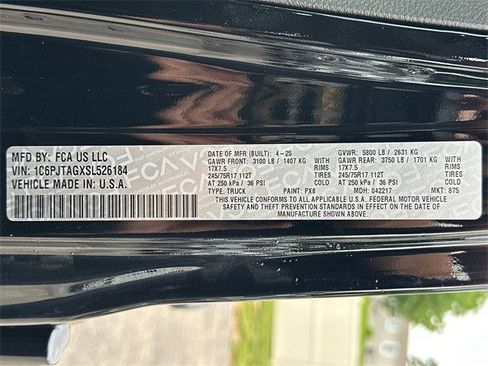 MFD BY: FCA US LLC
VIN: 1C6PJTAGXSL526184
VEHICLE MADE IN: U.S.A.
DATE OF MFR (BUILT): 4-25 GVWR: 5800 LB / 2631 KG
GAWR FRONT: 3100 LB / 1407 KG WITH GAWR REAR: 3750 LB / 1701 KG WITH
17X7.5 RIMS 17X7.5 RIMS
245/75R17 112T TIRES 245/75R17 112T TIRES
AT 250 kPa / 36 PSI COLD AT 250 kPa / 36 PSI COLD
TYPE: TRUCK PAINT: PX8 MDH: 042217 MKT: 875
THIS VEHICLE CONFORMS TO ALL APPLICABLE U.S.A. FEDERAL MOTOR VEHICLE
SAFETY AND THEFT PREVENTION STANDARDS IN EFFECT ON THE DATE OF MANUFACTURE